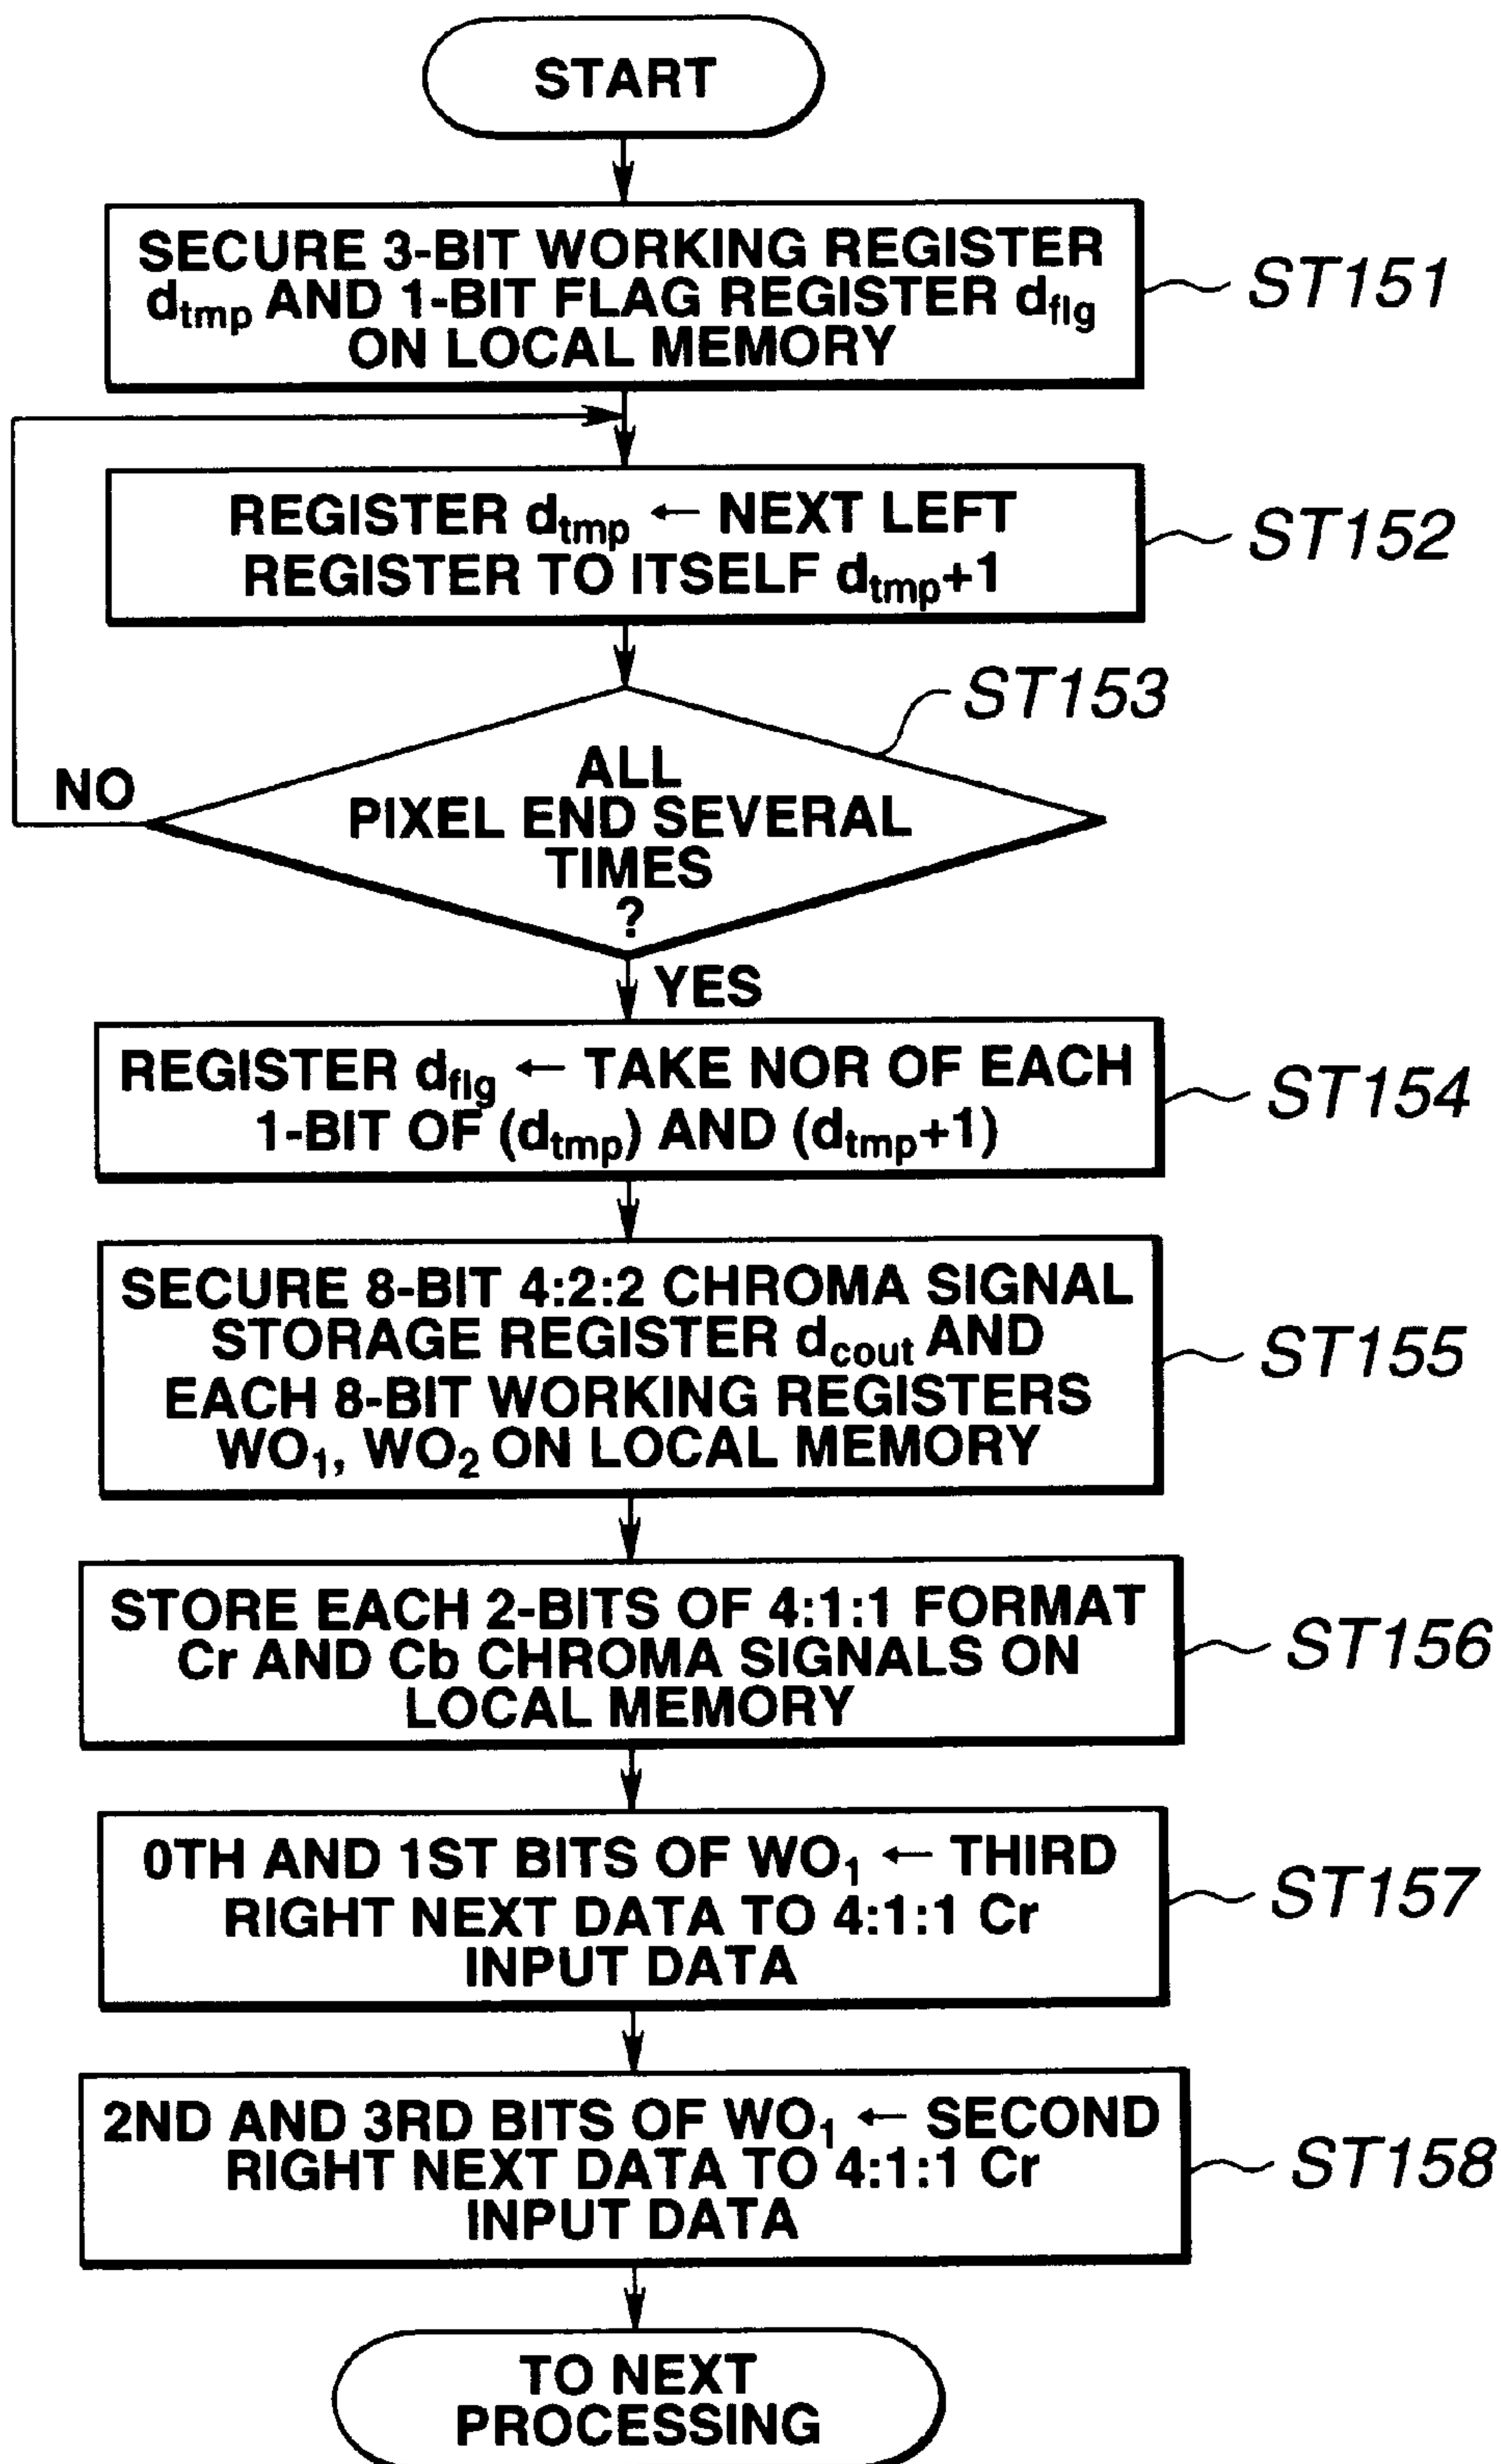 START
SECURE 3-BIT WORKING REGISTER
dtmp AND 1-BIT FLAG REGISTER dflg
ON LOCAL MEMORY
ST151
REGISTER dtmp ← NEXT LEFT
REGISTER TO ITSELF dtmp+1
ST152
ST153
ALL
PIXEL END SEVERAL
TIMES
?
NO
YES
REGISTER dflg ← TAKE NOR OF EACH
1-BIT OF (dtmp) AND (dtmp+1)
ST154
SECURE 8-BIT 4:2:2 CHROMA SIGNAL
STORAGE REGISTER dcout AND
EACH 8-BIT WORKING REGISTERS
WO1, WO2 ON LOCAL MEMORY
ST155
STORE EACH 2-BITS OF 4:1:1 FORMAT
Cr AND Cb CHROMA SIGNALS ON
LOCAL MEMORY
ST156
0TH AND 1ST BITS OF WO1 ← THIRD
RIGHT NEXT DATA TO 4:1:1 Cr
INPUT DATA
ST157
2ND AND 3RD BITS OF WO1 ← SECOND
RIGHT NEXT DATA TO 4:1:1 Cr
INPUT DATA
ST158
TO NEXT
PROCESSING